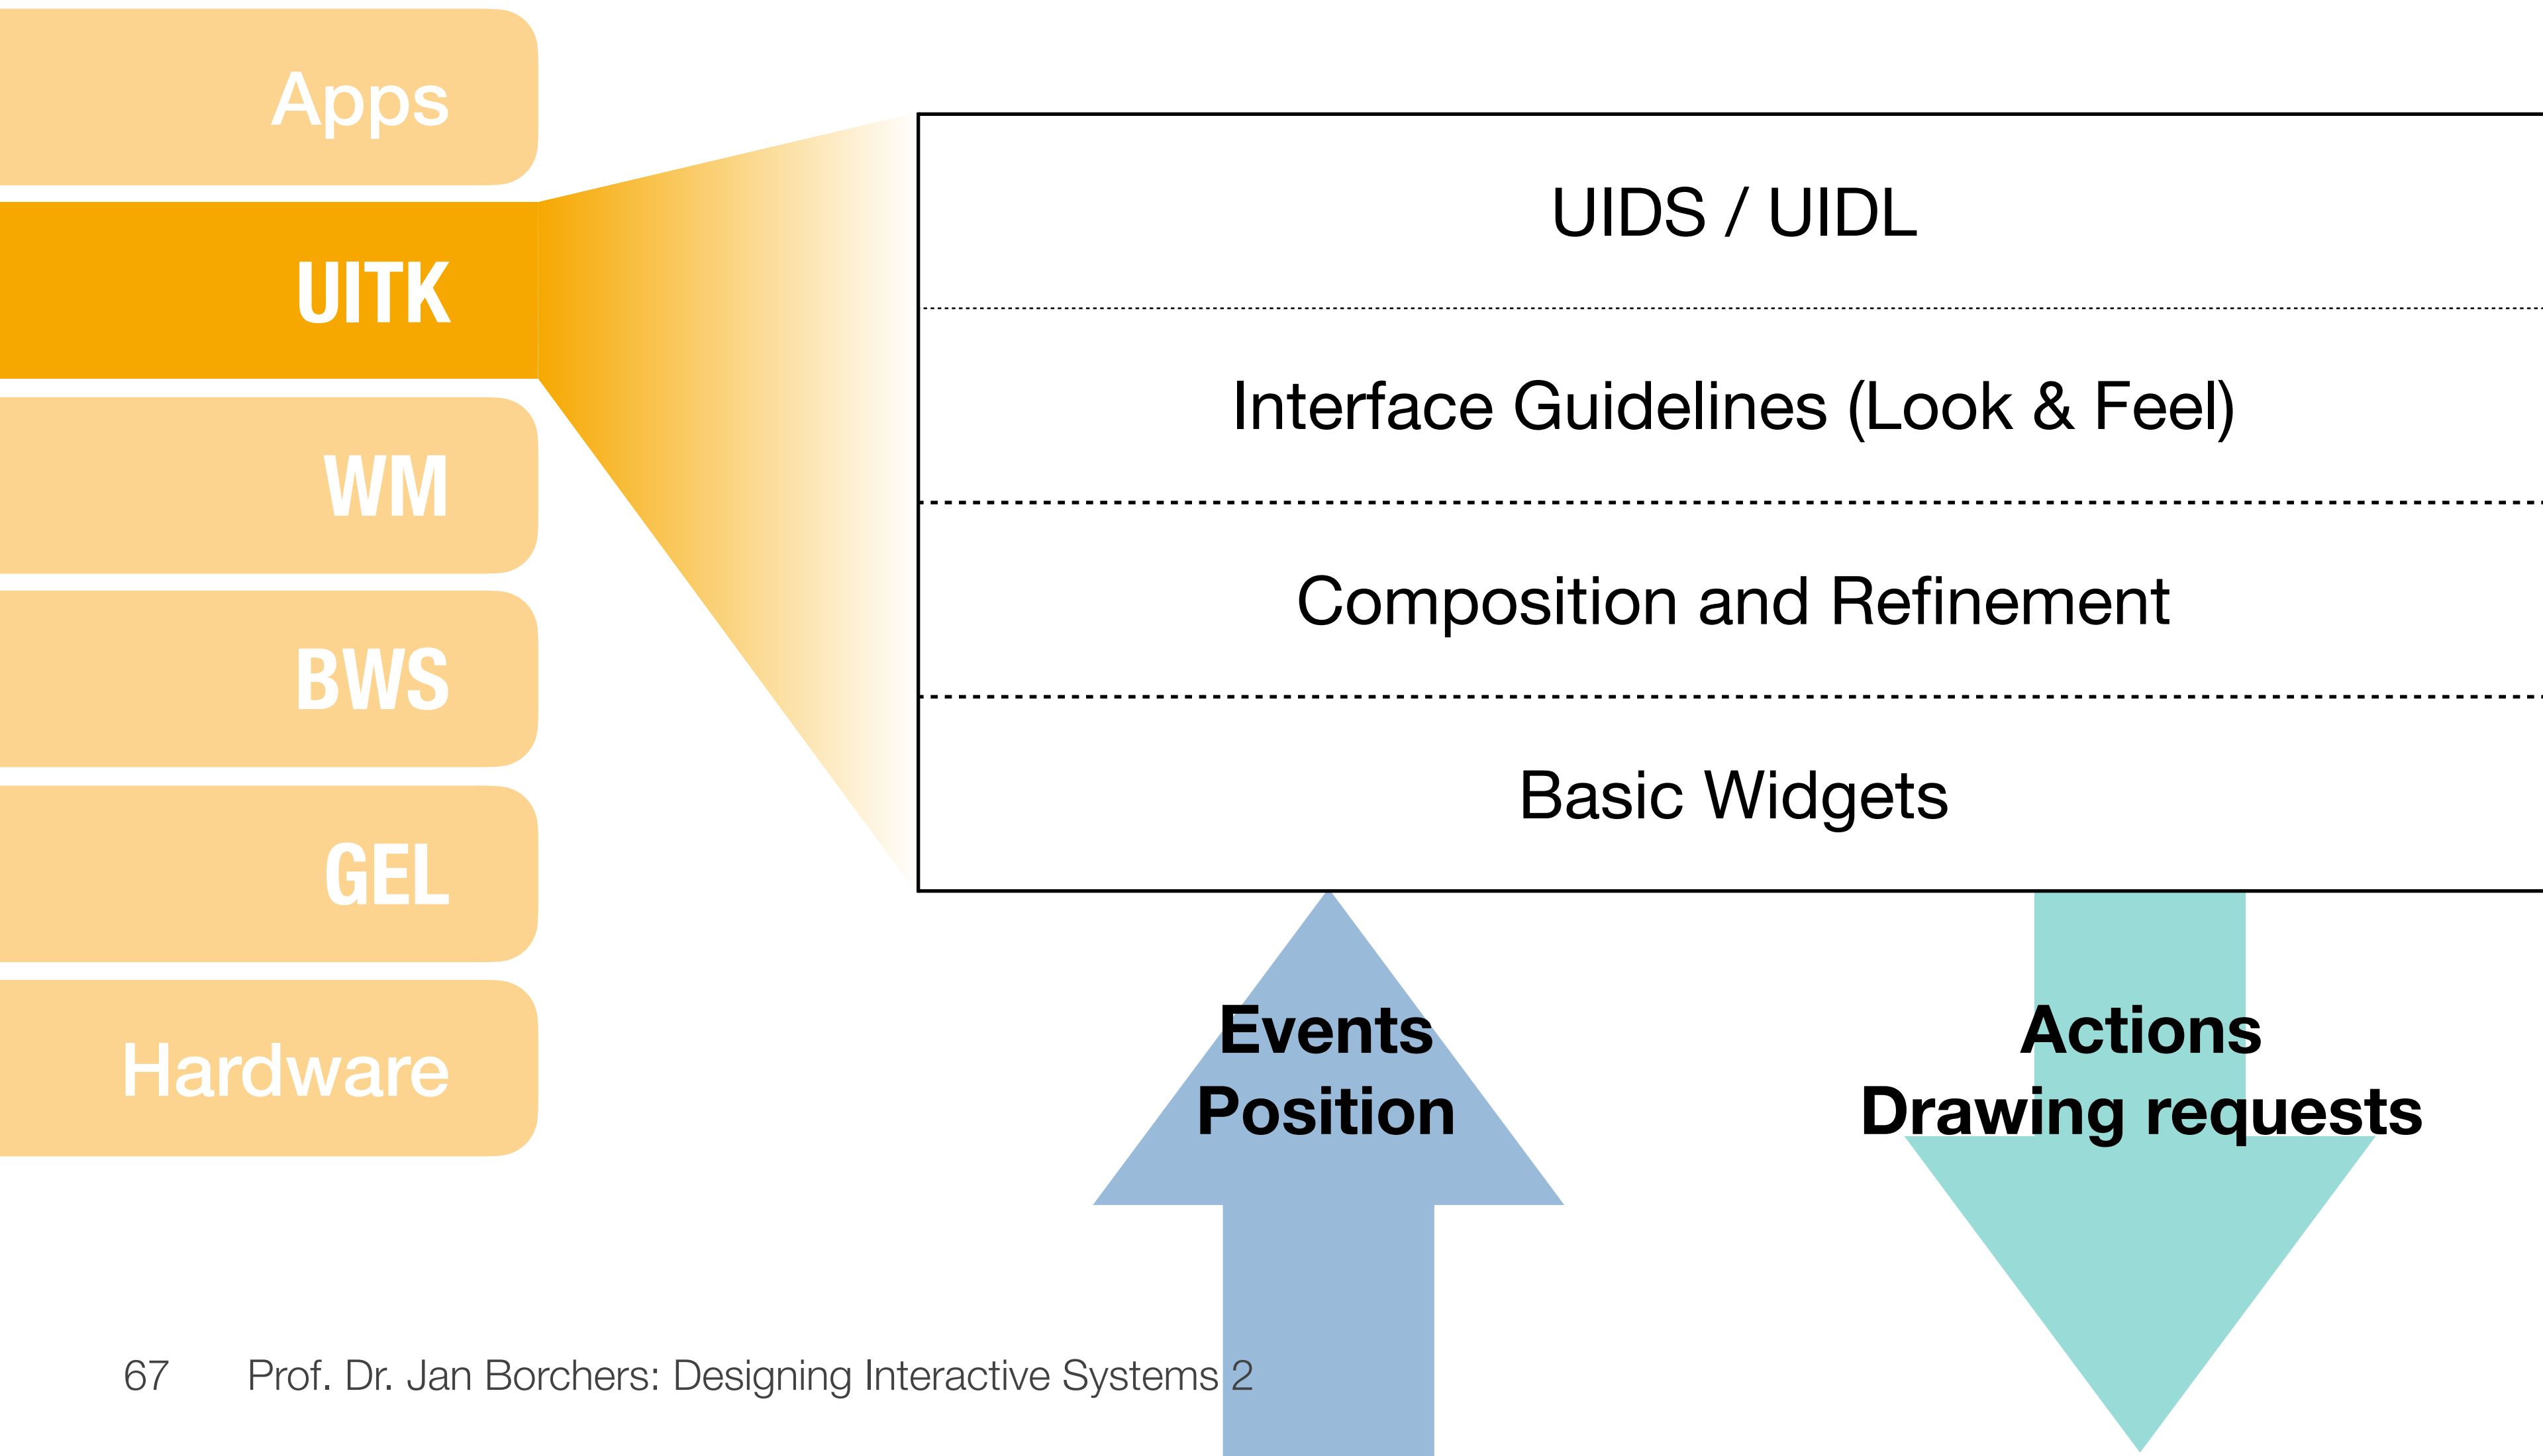 Apps
UITK
WM
BWS
GEL
Hardware
UIDS / UIDL
Interface Guidelines (Look & Feel)
Composition and Refinement
Basic Widgets
Events
Position
Actions
Drawing requests
67 Prof. Dr. Jan Borchers: Designing Interactive Systems 2